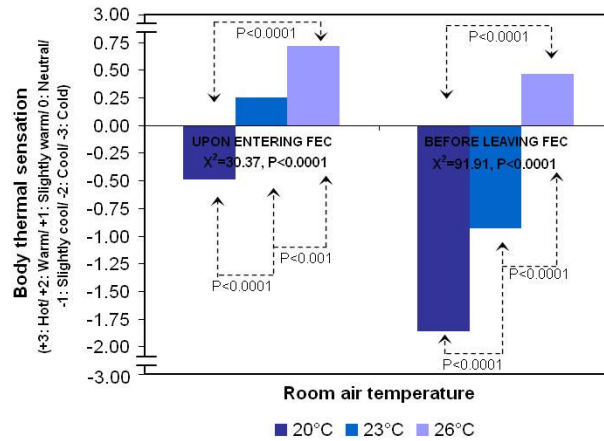 3.00
0.75
0.50
0.25
0.00
-0.25
-0.50
-0.75
-1.00
-1.25
-1.50
-1.75
-2.00
-3.00
Body thermal sensation
(+3: Hot/ +2: Warm/ +1: Slightly warm/ 0: Neutral/
-1: Slightly cool/ -2: Cool/ -3: Cold)
P<0.0001
P<0.0001
UPON ENTERING FEC
X²=30.37, P<0.0001
BEFORE LEAVING FEC
X²=91.91, P<0.0001
P<0.001
P<0.0001
P<0.0001
P<0.0001
Room air temperature
20°C 23°C 26°C